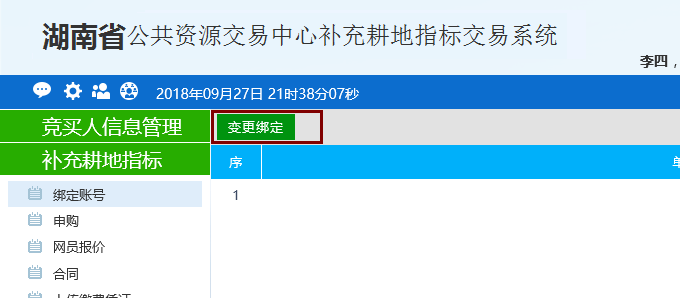 湖南省公共资源交易中心补充耕地指标交易系统
李四，
2018年09月27日 21时38分07秒
竞买人信息管理
变更绑定
补充耕地指标
序
绑定账号
1
申购
网员报价
合同